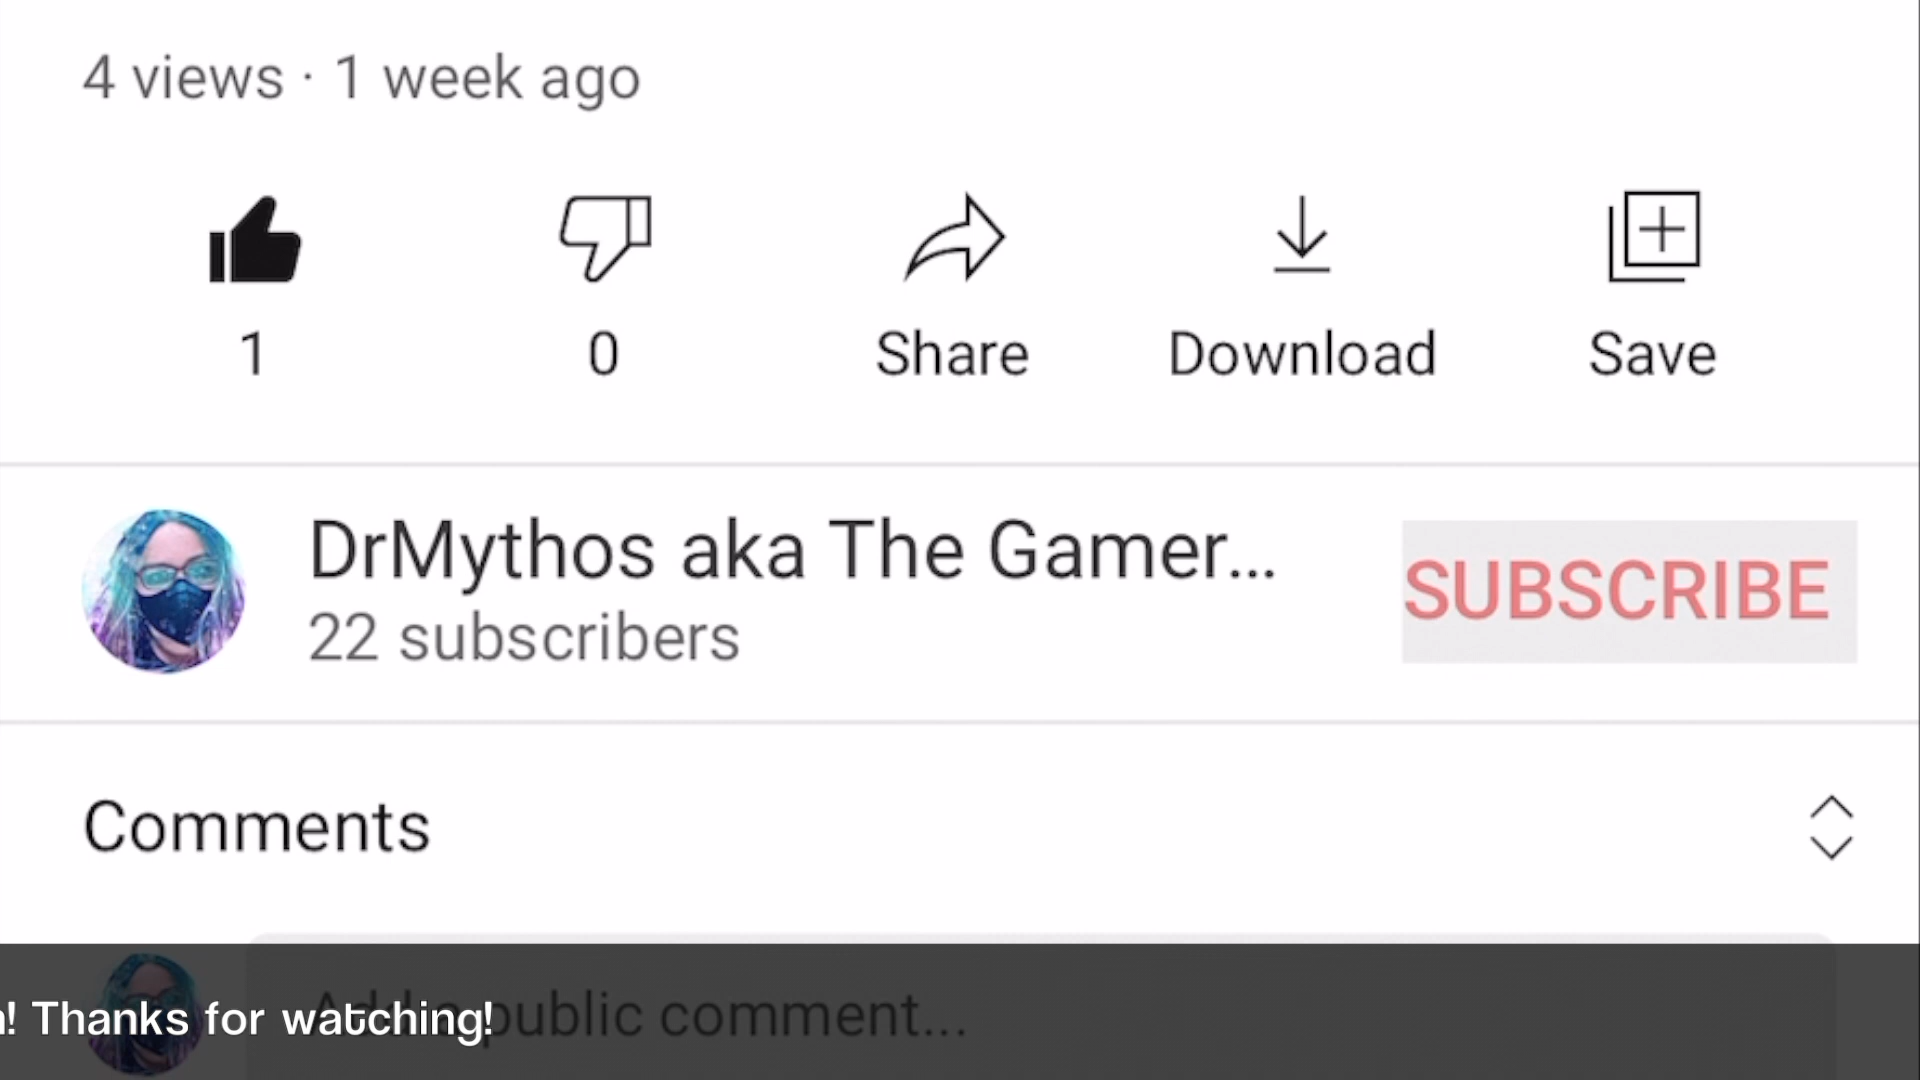 4 views · 1 week ago
1
0
Share
Download
Save
DrMythos aka The Gamer...
22 subscribers
SUBSCRIBE
Comments
! Thanks for watching!
Add a public comment...